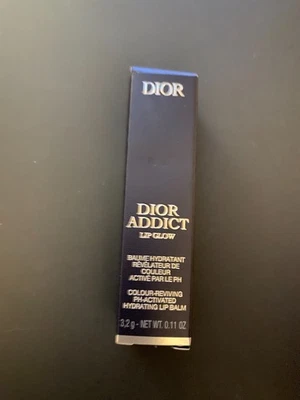 DIOR
DIOR
ADDICT
LIP GLOW
BAUME HYDRATANT
RÉVÉLATEUR DE
COULEUR
ACTIVÉ PAR LE PH
COLOUR-REVIVING
PH-ACTIVATED
HYDRATING LIP BALM
3,2g - NET WT. 0.11 OZ